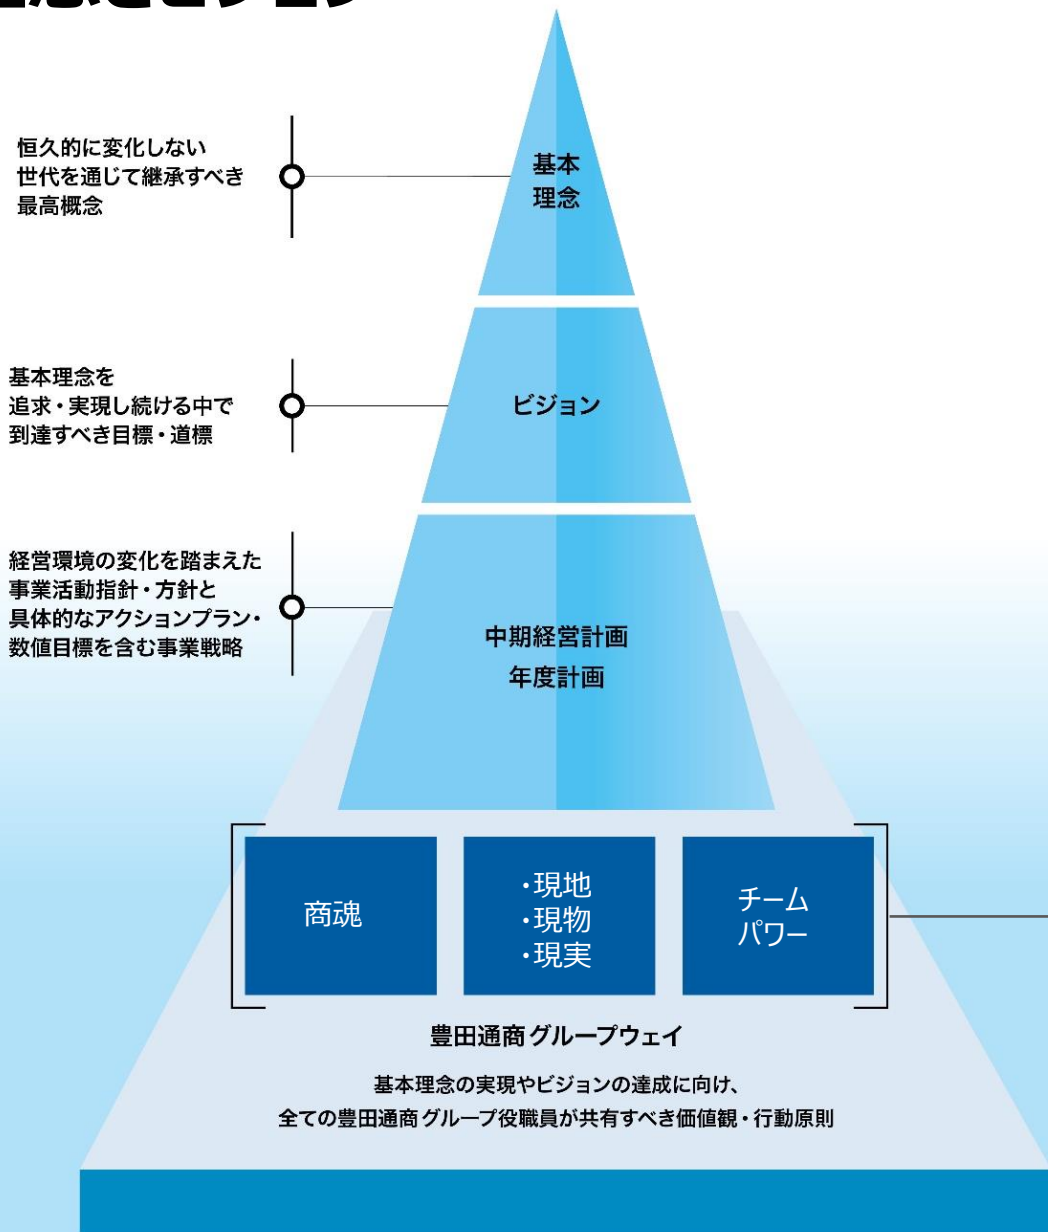 恒久的に変化しない
世代を通じて継承すべき
最高概念
基本
理念
基本理念を
追求・実現し続ける中で
到達すべき目標・道標
ビジョン
経営環境の変化を踏まえた
事業活動指針・方針と
具体的なアクションプラン・
数値目標を含む事業戦略
中期経営計画
年度計画
商魂
・現地
・現物
・現実
チーム
パワー
豊田通商グループウェイ
基本理念の実現やビジョンの達成に向け、
全ての豊田通商グループ役職員が共有すべき価値観・行動原則